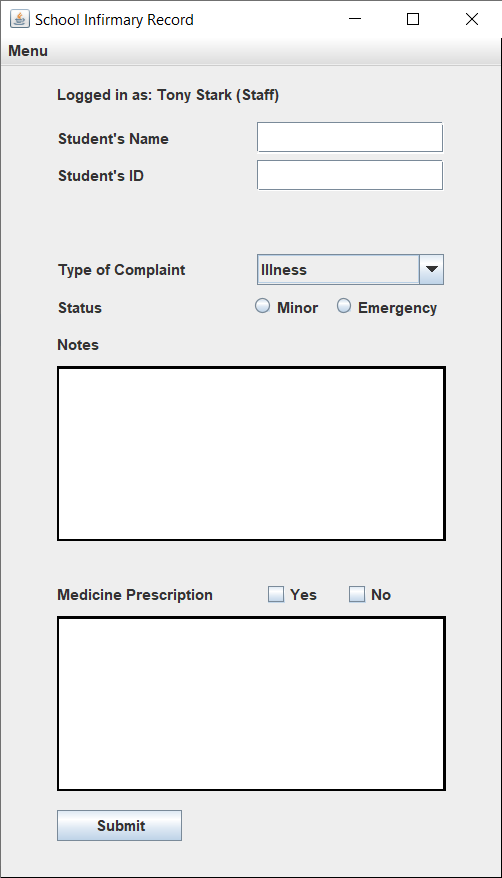 School Infirmary Record
Menu
Logged in as: Tony Stark (Staff)
Student's Name
Student's ID
Type of Complaint Illness
Status Minor Emergency
Notes
Medicine Prescription Yes No
Submit